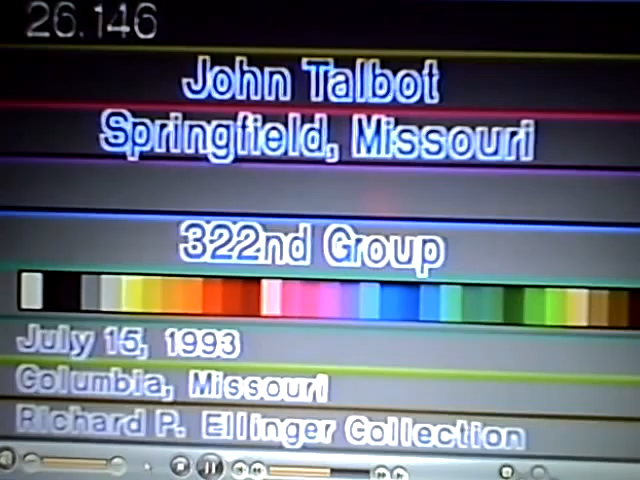 26.146
John Talbot
Springfield, Missouri
322nd Group
July 15, 1993
Columbia, Missouri
Richard P. Ellinger Collection